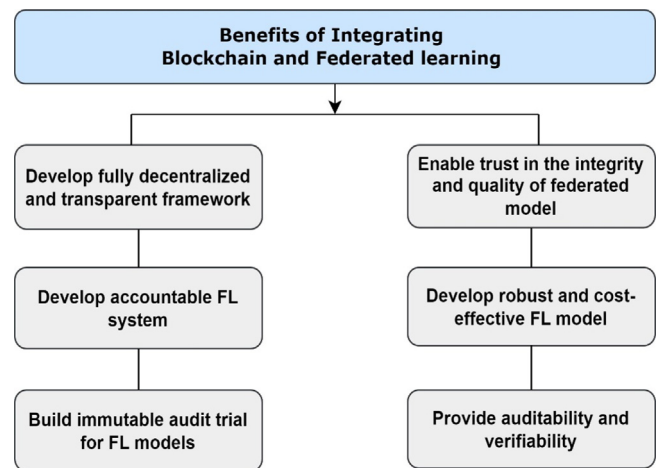 Benefits of Integrating
Blockchain and Federated learning
Develop fully decentralized
and transparent framework
Enable trust in the integrity
and quality of federated
model
Develop accountable FL
system
Develop robust and cost-
effective FL model
Build immutable audit trial
for FL models
Provide auditability and
verifiability